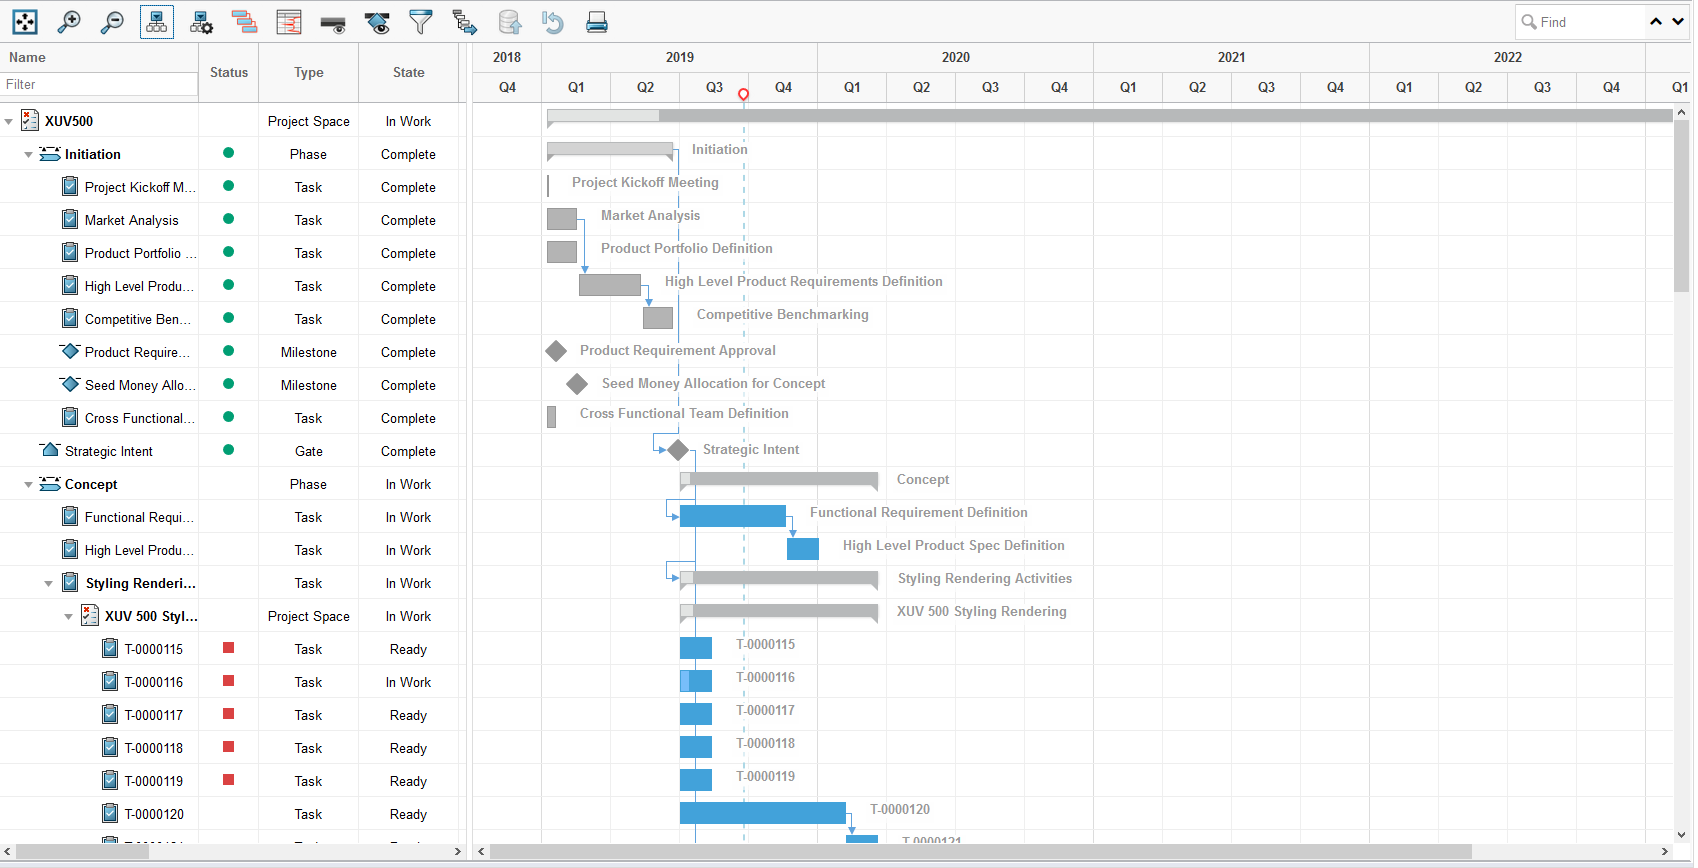 Find
Name Status Type State
Filter
2018 2019 2020 2021 2022
Q4 Q1 Q2 Q3 Q4 Q1 Q2 Q3 Q4 Q1 Q2 Q3 Q4 Q1 Q2 Q3 Q4 Q1
XUV500 Project Space In Work
Initiation Phase Complete Initiation
Project Kickoff M... Task Complete Project Kickoff Meeting
Market Analysis Task Complete Market Analysis
Product Portfolio ... Task Complete Product Portfolio Definition
High Level Produ... Task Complete High Level Product Requirements Definition
Competitive Ben... Task Complete Competitive Benchmarking
Product Require... Milestone Complete Product Requirement Approval
Seed Money Allo... Milestone Complete Seed Money Allocation for Concept
Cross Functional... Task Complete Cross Functional Team Definition
Strategic Intent Gate Complete Strategic Intent
Concept Phase In Work Concept
Functional Requi... Task In Work Functional Requirement Definition
High Level Produ... Task In Work High Level Product Spec Definition
Styling Renderi... Task In Work Styling Rendering Activities
XUV 500 Styl... Project Space In Work XUV 500 Styling Rendering
T-0000115 Task Ready T-0000115
T-0000116 Task In Work T-0000116
T-0000117 Task Ready T-0000117
T-0000118 Task Ready T-0000118
T-0000119 Task Ready T-0000119
T-0000120 Task Ready T-0000120
T-0000121